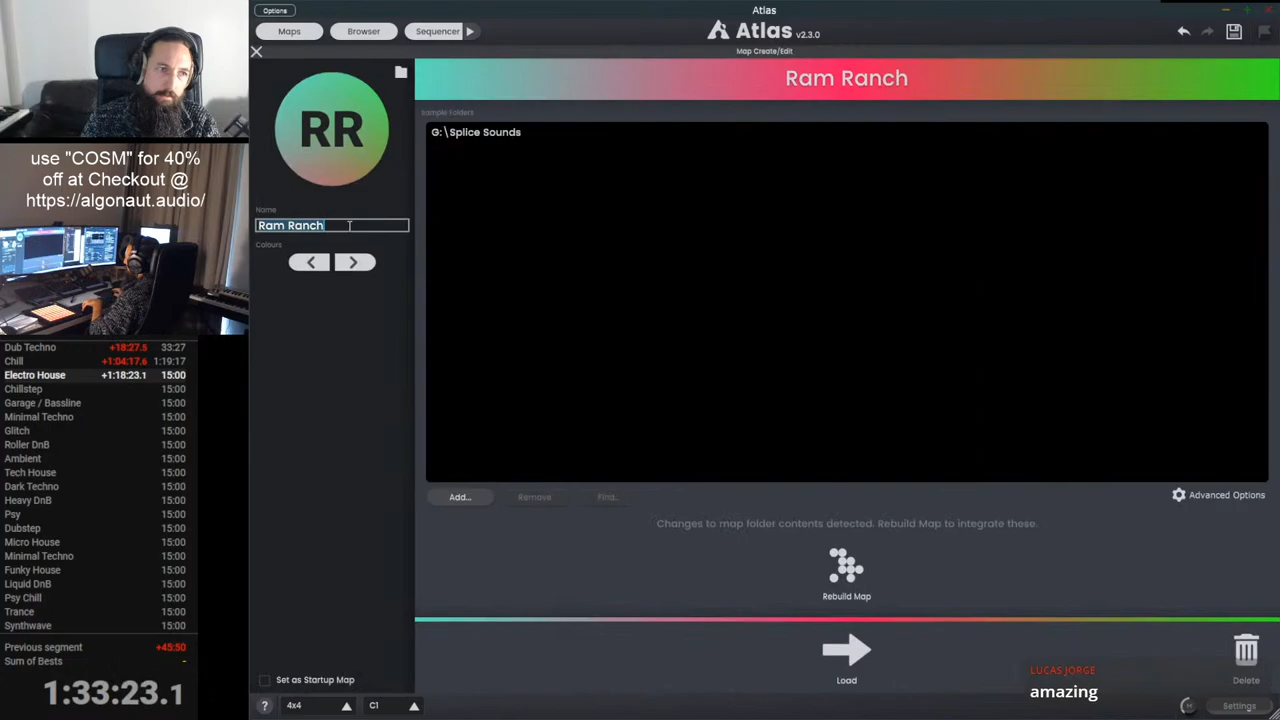 Options
Atlas
Maps
Browser
Sequencer
Atlas v2.3.0
Map Create/Edit
RR
Name
Ram Ranch
Colours
Ram Ranch
Sample Folders
G:\Splice Sounds
Add...
Remove
Find..
Advanced Options
Changes to map folder contents detected. Rebuild Map to integrate these.
Rebuild Map
Load
Delete
Set as Startup Map
? 4x4 C1
Settings
LUCAS JORGE
amazing
use "COSM" for 40%
off at Checkout @
https://algonaut.audio/
Dub Techno +18:27.5 33:27
Chill +1:04:17.6 1:19:17
Electro House +1:18:23.1 15:00
Chillstep 15:00
Garage / Bassline 15:00
Minimal Techno 15:00
Glitch 15:00
Roller DnB 15:00
Ambient 15:00
Tech House 15:00
Dark Techno 15:00
Heavy DnB 15:00
Psy 15:00
Dubstep 15:00
Micro House 15:00
Minimal Techno 15:00
Funky House 15:00
Liquid DnB 15:00
Psy Chill 15:00
Trance 15:00
Synthwave 15:00
Previous segment +45:50
Sum of Bests -
1:33:23.1